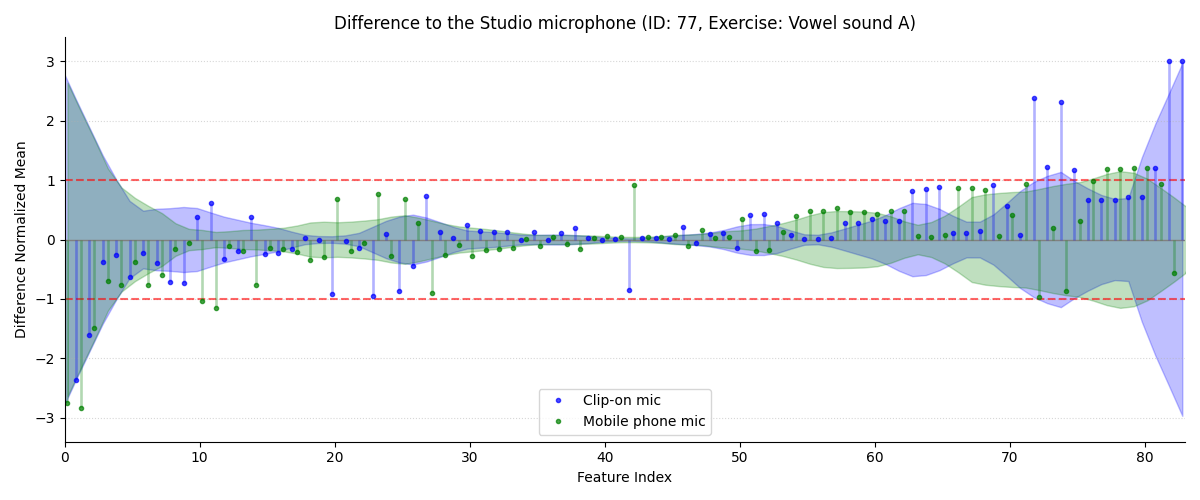 Difference to the Studio microphone (ID: 77, Exercise: Vowel sound A)
Difference Normalized Mean
3
2
1
0
−1
−2
−3
Clip-on mic
Mobile phone mic
0 10 20 30 40 50 60 70 80
Feature Index